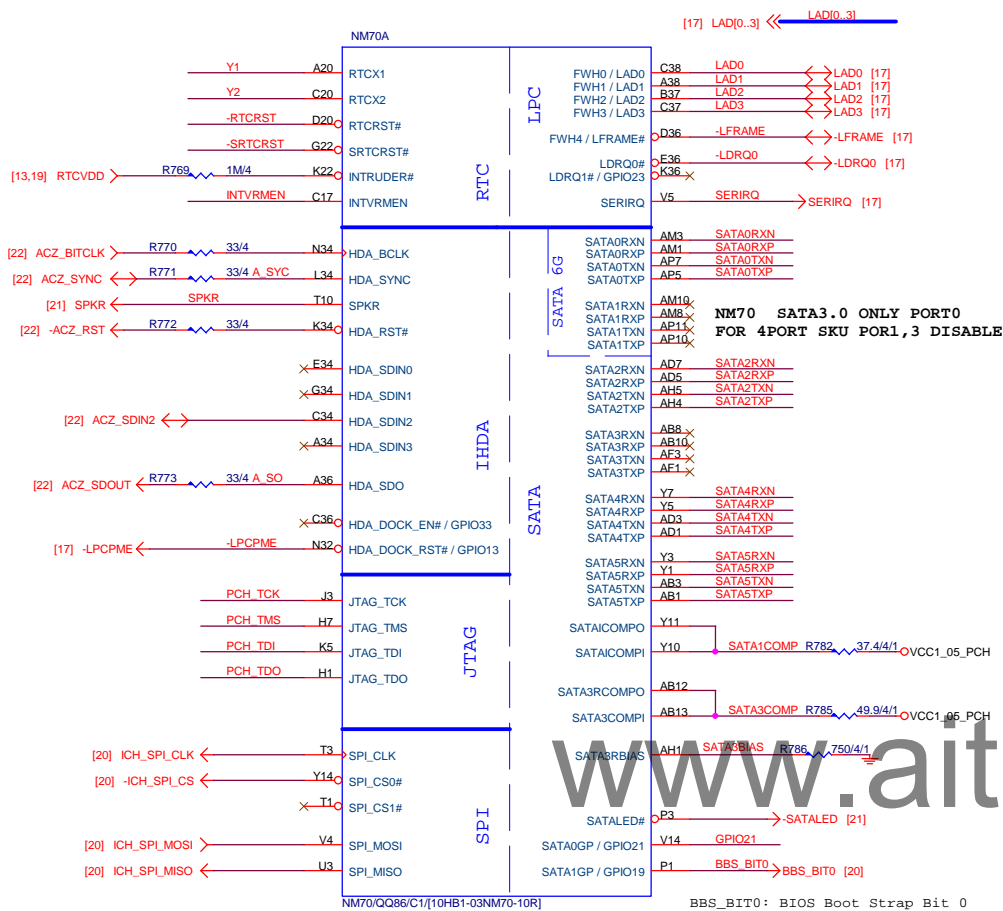 [17] LAD[0..3] LAD[0..3]
NM70A
Y1 A20 RTCX1
Y2 C20 RTCX2
-RTCRST D20 RTCRST#
-SRTCRST G22 SRTCRST#
[13,19] RTCVDD R769 1M/4 K22 INTRUDER#
INTVRMEN C17 INTVRMEN
RTC
LPC
FWH0 / LAD0 C38 LAD0 LAD0 [17]
FWH1 / LAD1 A38 LAD1 LAD1 [17]
FWH2 / LAD2 B37 LAD2 LAD2 [17]
FWH3 / LAD3 C37 LAD3 LAD3 [17]
FWH4 / LFRAME# D36 -LFRAME -LFRAME [17]
LDRQ0# E36 -LDRQ0 -LDRQ0 [17]
LDRQ1# / GPIO23 K36
SERIRQ V5 SERIRQ SERIRQ [17]
[22] ACZ_BITCLK R770 33/4 N34 HDA_BCLK
[22] ACZ_SYNC R771 33/4 A_SYC L34 HDA_SYNC
[21] SPKR SPKR T10 SPKR
[22] -ACZ_RST R772 33/4 K34 HDA_RST#
E34 HDA_SDIN0
G34 HDA_SDIN1
[22] ACZ_SDIN2 C34 HDA_SDIN2
A34 HDA_SDIN3
[22] ACZ_SDOUT R773 33/4 A_SO A36 HDA_SDO
C36 HDA_DOCK_EN# / GPIO33
[17] -LPCPME -LPCPME N32 HDA_DOCK_RST# / GPIO13
IHDA
SATA 6G
SATA
SATA0RXN AM3 SATA0RXN
SATA0RXP AM1 SATA0RXP
SATA0TXN AP7 SATA0TXN
SATA0TXP AP5 SATA0TXP
SATA1RXN AM10
SATA1RXP AM8
SATA1TXN AP11
SATA1TXP AP10
NM70 SATA3.0 ONLY PORT0
FOR 4PORT SKU POR1,3 DISABLE
SATA2RXN AD7 SATA2RXN
SATA2RXP AD5 SATA2RXP
SATA2TXN AH5 SATA2TXN
SATA2TXP AH4 SATA2TXP
SATA3RXN AB8
SATA3RXP AB10
SATA3TXN AF3
SATA3TXP AF1
SATA4RXN Y7 SATA4RXN
SATA4RXP Y5 SATA4RXP
SATA4TXN AD3 SATA4TXN
SATA4TXP AD1 SATA4TXP
SATA5RXN Y3 SATA5RXN
SATA5RXP Y1 SATA5RXP
SATA5TXN AB3 SATA5TXN
SATA5TXP AB1 SATA5TXP
PCH_TCK J3 JTAG_TCK
PCH_TMS H7 JTAG_TMS
PCH_TDI K5 JTAG_TDI
PCH_TDO H1 JTAG_TDO
JTAG
SATAICOMPO Y11
SATAICOMPI Y10 SATA1COMP R782 37.4/4/1 VCC1_05_PCH
SATA3RCOMPO AB12
SATA3COMPI AB13 SATA3COMP R785 49.9/4/1 VCC1_05_PCH
SATA3RBIAS AH1 SATA3BIAS R786 750/4/1
www.ait
[20] ICH_SPI_CLK T3 SPI_CLK
[20] -ICH_SPI_CS Y14 SPI_CS0#
T1 SPI_CS1#
[20] ICH_SPI_MOSI V4 SPI_MOSI
[20] ICH_SPI_MISO U3 SPI_MISO
SPI
SATALED# P3 -SATALED [21]
SATA0GP / GPIO21 V14 GPIO21
SATA1GP / GPIO19 P1 BBS_BIT0 BBS_BIT0 [20]
NM70/QQ86/C1/[10HB1-03NM70-10R]
BBS_BIT0: BIOS Boot Strap Bit 0